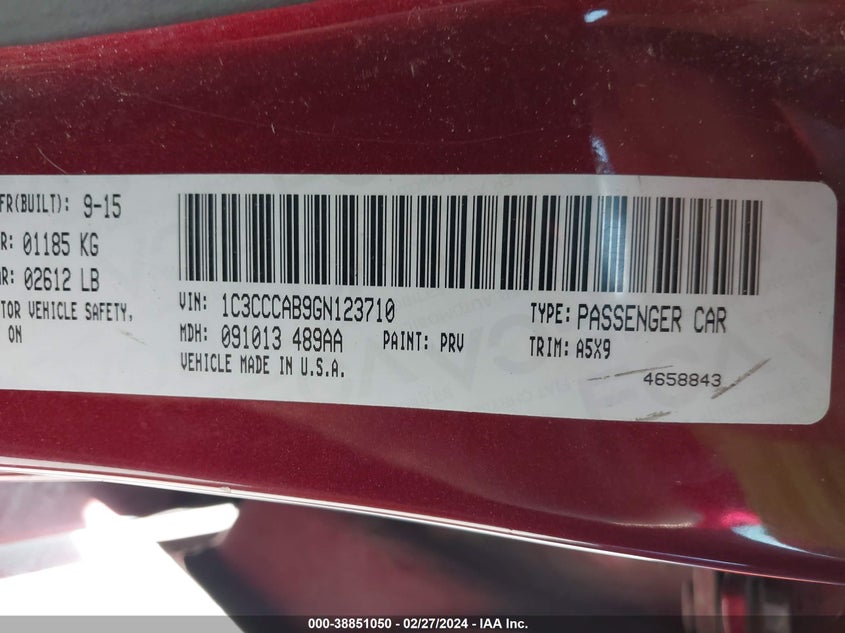 FR(BUILT): 9-15
R: 01185 KG
AR: 02612 LB
TOR VEHICLE SAFETY,
ON
VIN: 1C3CCCAB9GN123710
MDH: 091013 489AA PAINT: PRV
VEHICLE MADE IN U.S.A.
TYPE: PASSENGER CAR
TRIM: A5X9
4658843
000-38851050 - 02/27/2024 - IAA Inc.